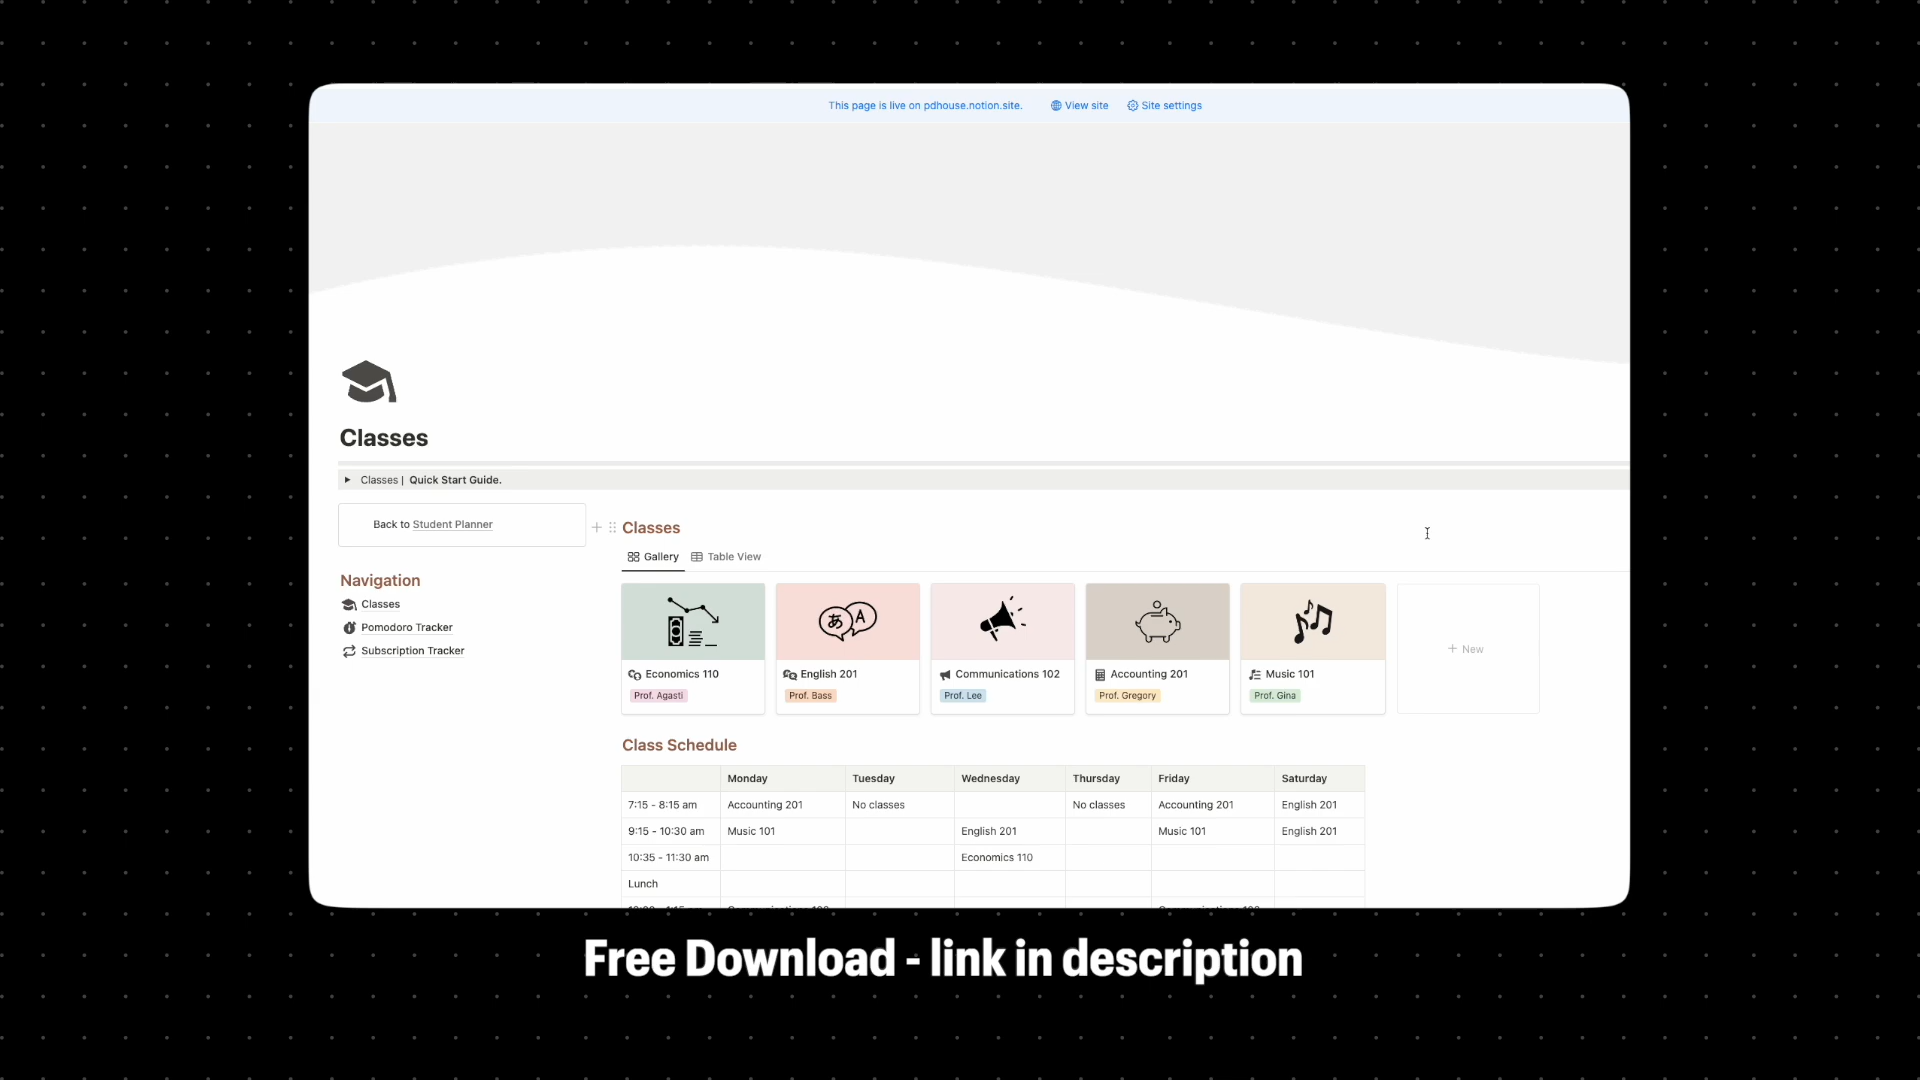 This page is live on pdhouse.notion.site. View site Site settings
Classes
Classes | Quick Start Guide.
Back to Student Planner
Navigation
Classes
Pomodoro Tracker
Subscription Tracker
Classes
Gallery Table View
あ A
Economics 110
Prof. Agasti
English 201
Prof. Bass
Communications 102
Prof. Lee
Accounting 201
Prof. Gregory
Music 101
Prof. Gina
+ New
Class Schedule
Monday Tuesday Wednesday Thursday Friday Saturday
7:15 - 8:15 am Accounting 201 No classes No classes Accounting 201 English 201
9:15 - 10:30 am Music 101 English 201 Music 101 English 201
10:35 - 11:30 am Economics 110
Lunch
Free Download - link in description